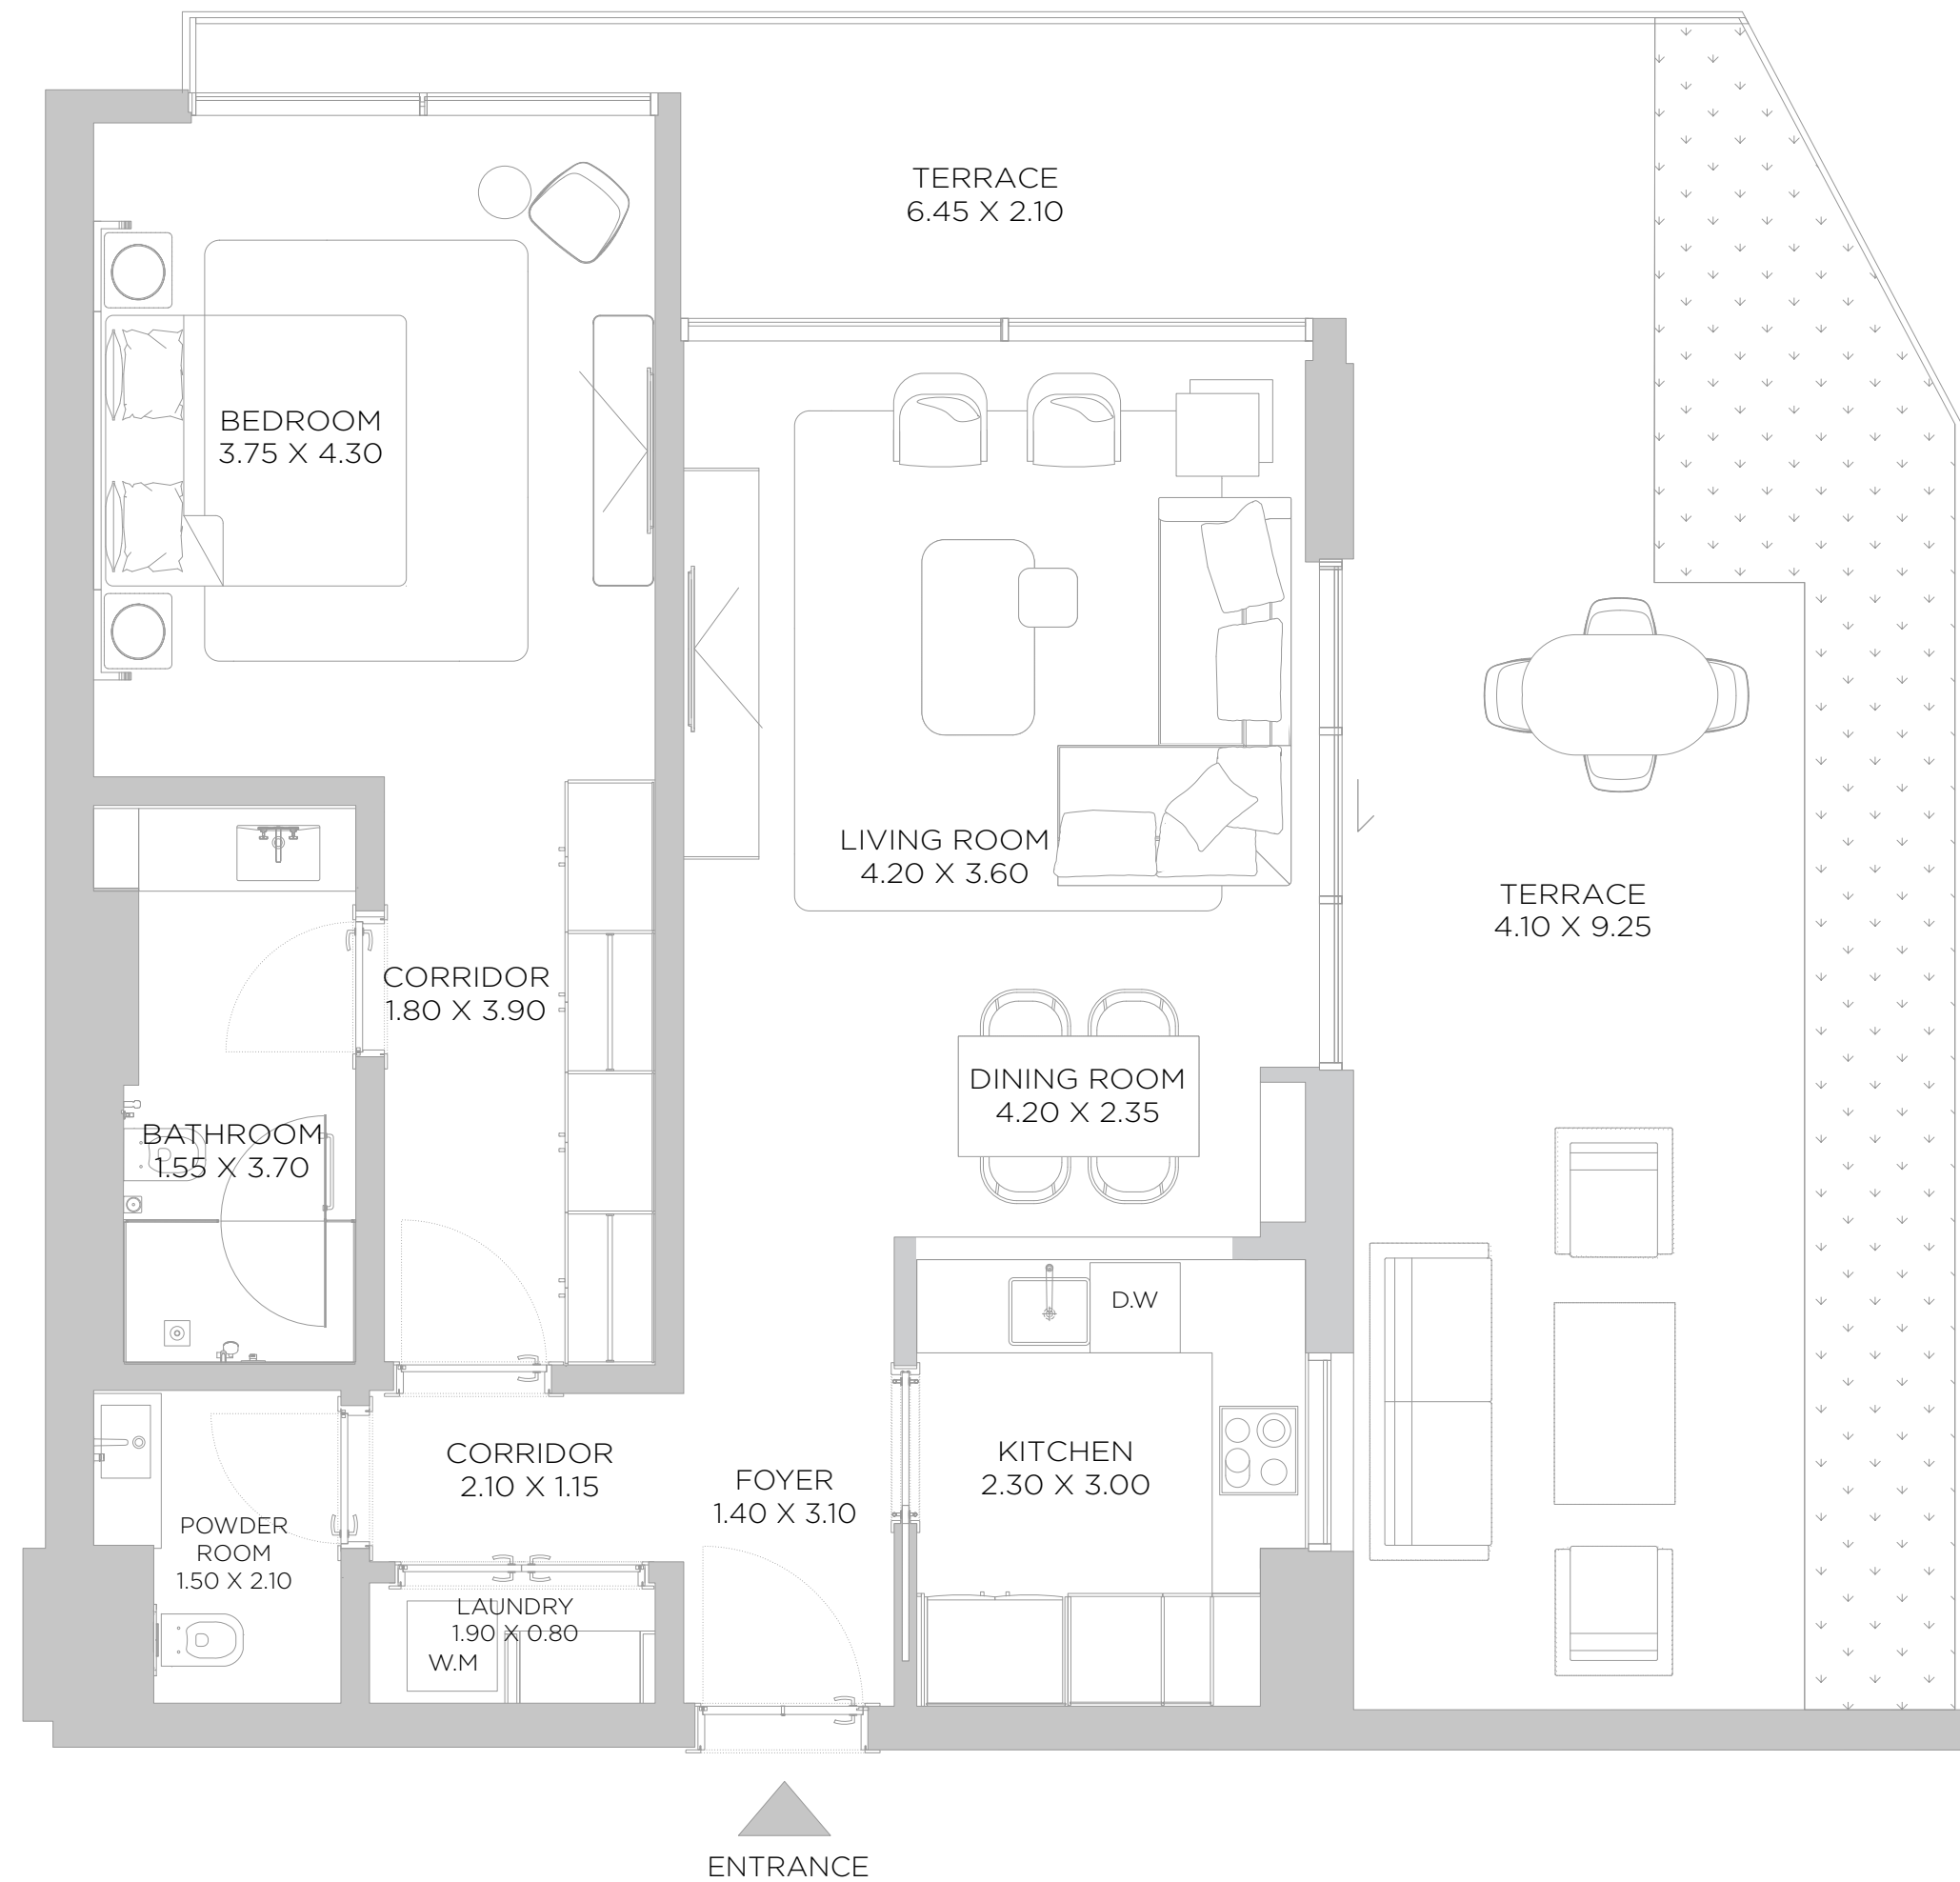 TERRACE
6.45 X 2.10
BEDROOM
3.75 X 4.30
LIVING ROOM
4.20 X 3.60
TERRACE
4.10 X 9.25
CORRIDOR
1.80 X 3.90
DINING ROOM
4.20 X 2.35
BATHROOM
1.55 X 3.70
D.W
CORRIDOR
2.10 X 1.15
FOYER
1.40 X 3.10
KITCHEN
2.30 X 3.00
POWDER
ROOM
1.50 X 2.10
LAUNDRY
1.90 X 0.80
W.M
ENTRANCE